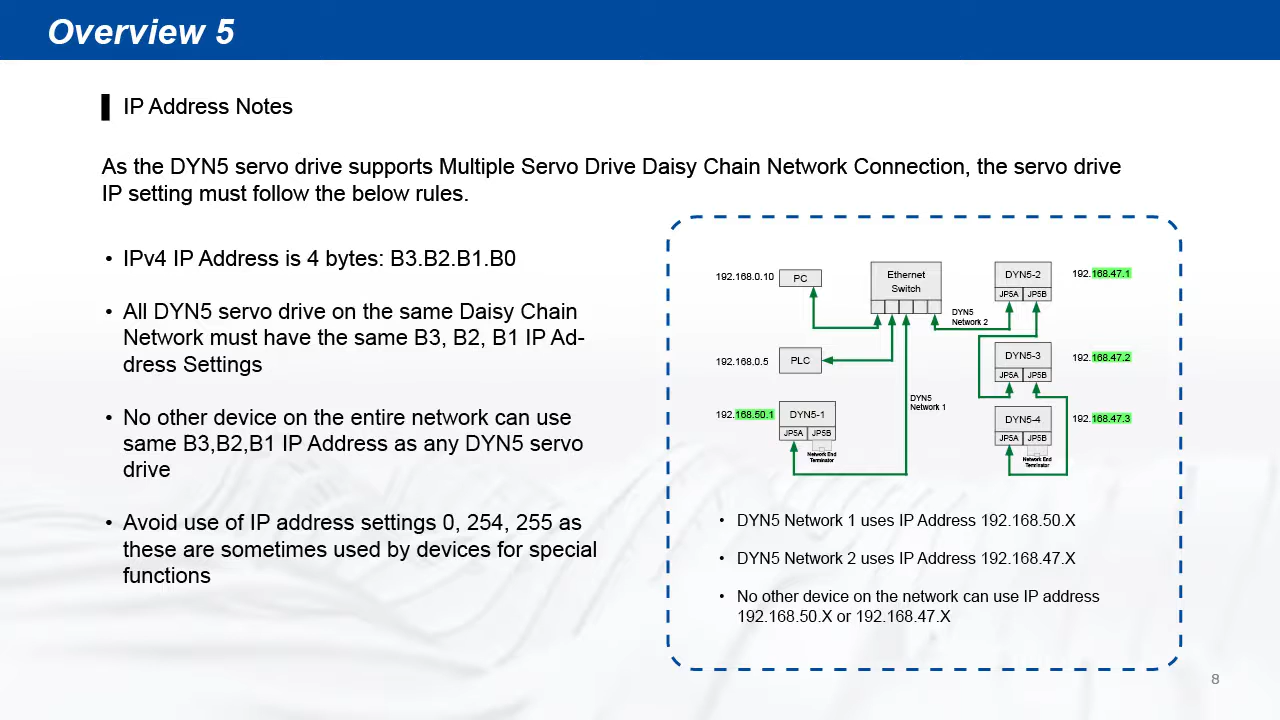 Overview 5
IP Address Notes
As the DYN5 servo drive supports Multiple Servo Drive Daisy Chain Network Connection, the servo drive
IP setting must follow the below rules.
• IPv4 IP Address is 4 bytes: B3.B2.B1.B0
• All DYN5 servo drive on the same Daisy Chain
Network must have the same B3, B2, B1 IP Ad-
dress Settings
• No other device on the entire network can use
same B3,B2,B1 IP Address as any DYN5 servo
drive
• Avoid use of IP address settings 0, 254, 255 as
these are sometimes used by devices for special
functions
192.168.0.10
PC
Ethernet
Switch
DYN5
Network 2
DYN5-2
JP5A JP5B
192.168.47.1
192.168.0.5
PLC
DYN5-3
JP5A JP5B
192.168.47.2
192.168.50.1
DYN5-1
JP5A JP5B
Network End
Terminator
DYN5
Network 1
DYN5-4
JP5A JP5B
Network End
Terminator
192.168.47.3
• DYN5 Network 1 uses IP Address 192.168.50.X
• DYN5 Network 2 uses IP Address 192.168.47.X
• No other device on the network can use IP address
192.168.50.X or 192.168.47.X
8